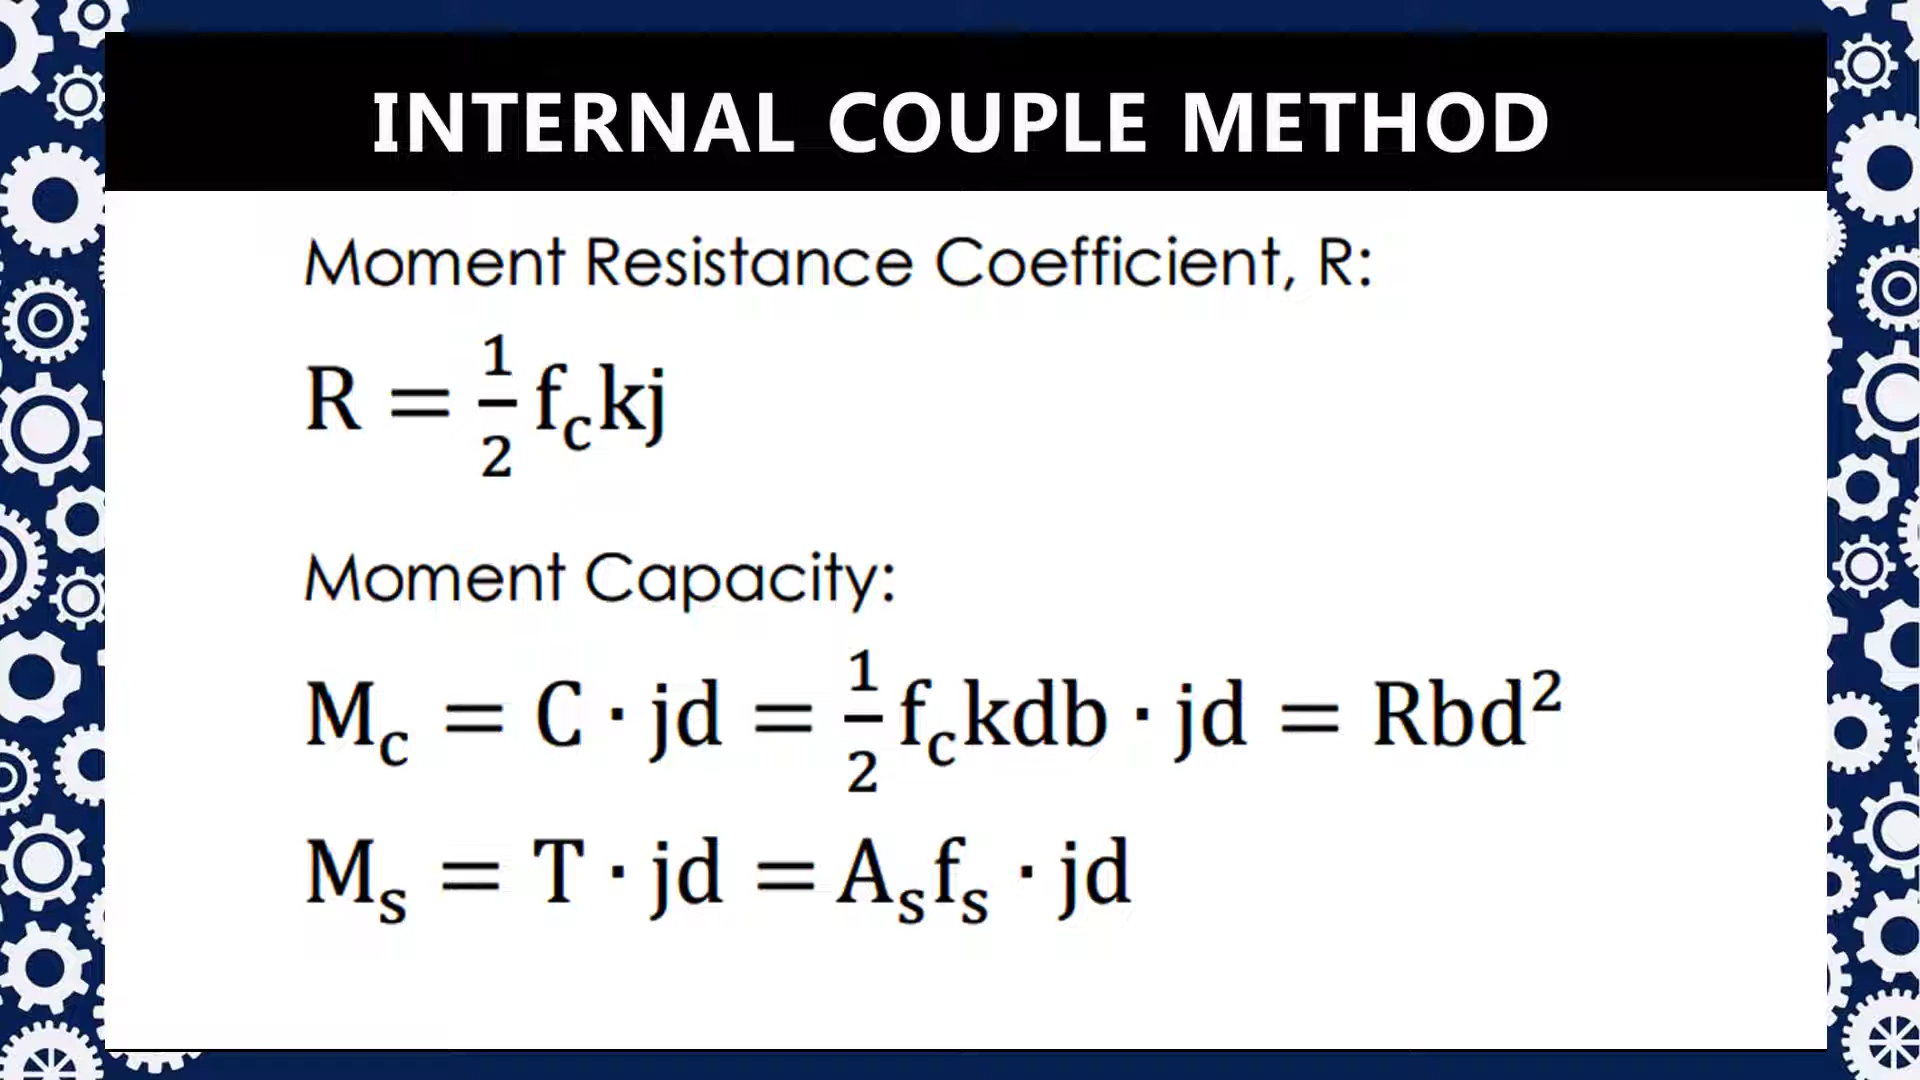 INTERNAL COUPLE METHOD
Moment Resistance Coefficient, R:
R = 1/2 f_c kj
Moment Capacity:
M_c = C · jd = 1/2 f_c kdb · jd = Rbd²
M_s = T · jd = A_s f_s · jd